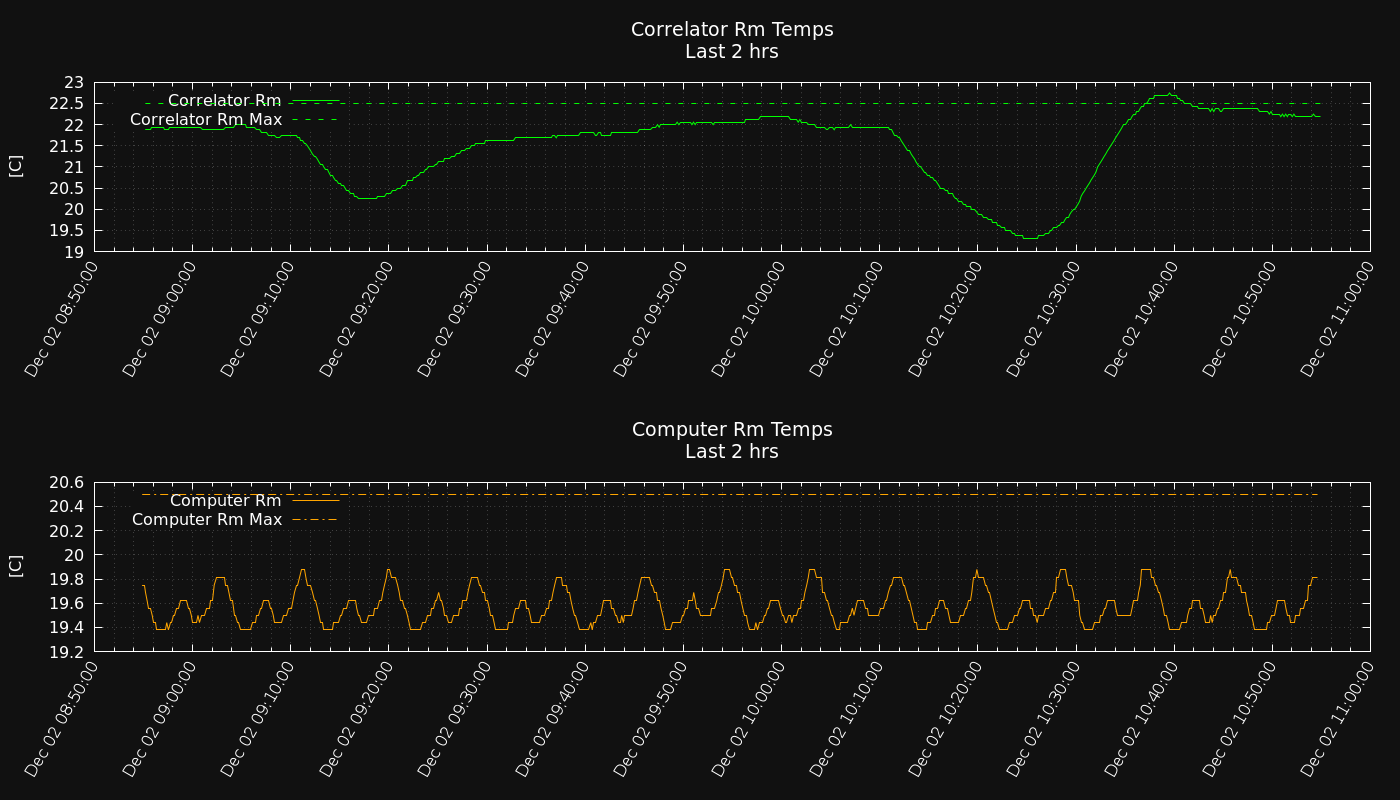 Correlator Rm Temps
Last 2 hrs
23
22.5
22
21.5
21
20.5
20
19.5
19
[C]
Correlator Rm
Correlator Rm Max
Dec 02 08:50:00
Dec 02 09:00:00
Dec 02 09:10:00
Dec 02 09:20:00
Dec 02 09:30:00
Dec 02 09:40:00
Dec 02 09:50:00
Dec 02 10:00:00
Dec 02 10:10:00
Dec 02 10:20:00
Dec 02 10:30:00
Dec 02 10:40:00
Dec 02 10:50:00
Dec 02 11:00:00
Computer Rm Temps
Last 2 hrs
20.6
20.4
20.2
20
19.8
19.6
19.4
19.2
[C]
Computer Rm
Computer Rm Max
Dec 02 08:50:00
Dec 02 09:00:00
Dec 02 09:10:00
Dec 02 09:20:00
Dec 02 09:30:00
Dec 02 09:40:00
Dec 02 09:50:00
Dec 02 10:00:00
Dec 02 10:10:00
Dec 02 10:20:00
Dec 02 10:30:00
Dec 02 10:40:00
Dec 02 10:50:00
Dec 02 11:00:00